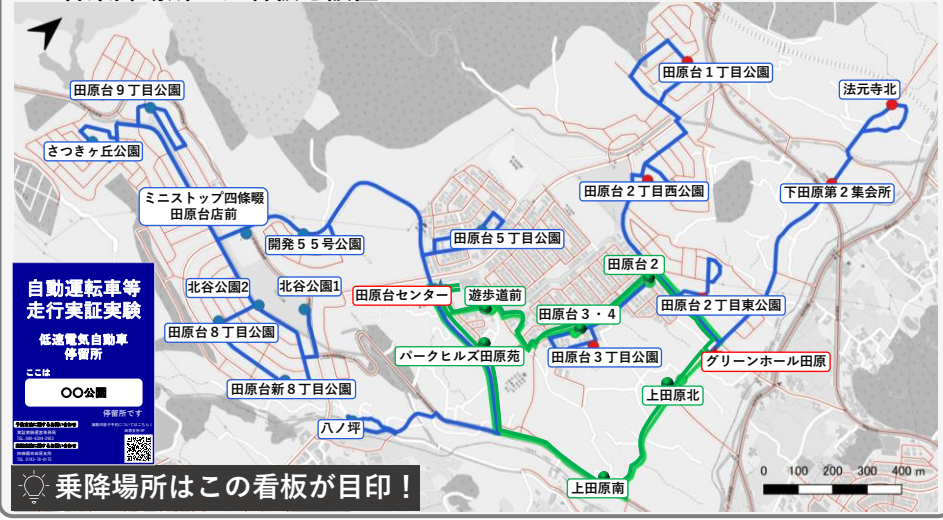 田原台9丁目公園
さつきヶ丘公園
ミニストップ四條畷
田原台店前
開発55号公園
北谷公園2
北谷公園1
田原台8丁目公園
田原台新8丁目公園
田原台センター
遊歩道前
パークヒルズ田原苑
八ノ坪
田原台5丁目公園
田原台1丁目公園
法元寺北
田原台2丁目西公園
下田原第2集会所
田原台2
田原台2丁目東公園
田原台3・4
田原台3丁目公園
グリーンホール田原
上田原北
上田原南
0 100 200 300 400 m
自動運転車等
走行実証実験
低速電気自動車
停留所
ここは
〇〇公園
停留所です
乗降場所はこの看板が目印！